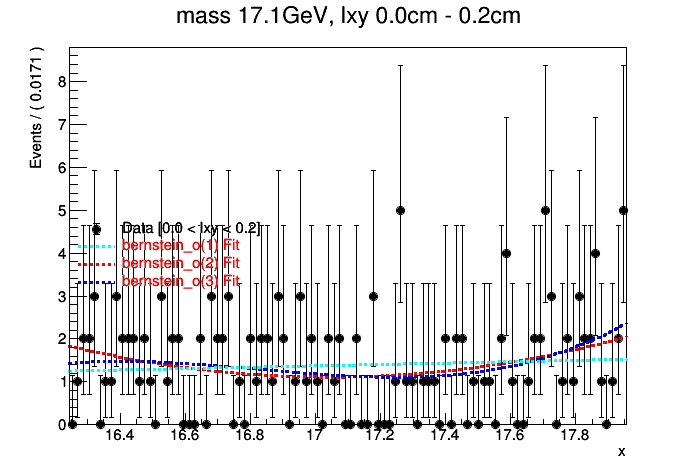 mass 17.1GeV, lxy 0.0cm - 0.2cm
Events / ( 0.0171 )
8
7
6
5
4
3
2
1
0
Data [0.0 < lxy < 0.2]
bernstein_o(1) Fit
bernstein_o(2) Fit
bernstein_o(3) Fit
16.4 16.6 16.8 17 17.2 17.4 17.6 17.8
x